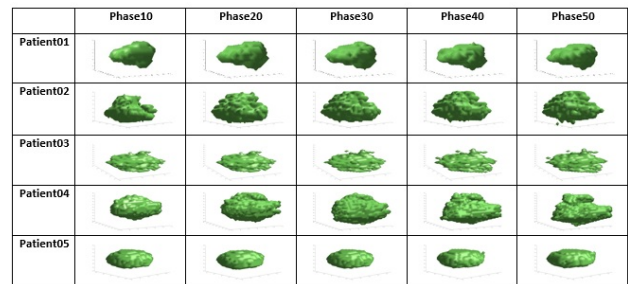 Phase10 Phase20 Phase30 Phase40 Phase50
Patient01
Patient02
Patient03
Patient04
Patient05